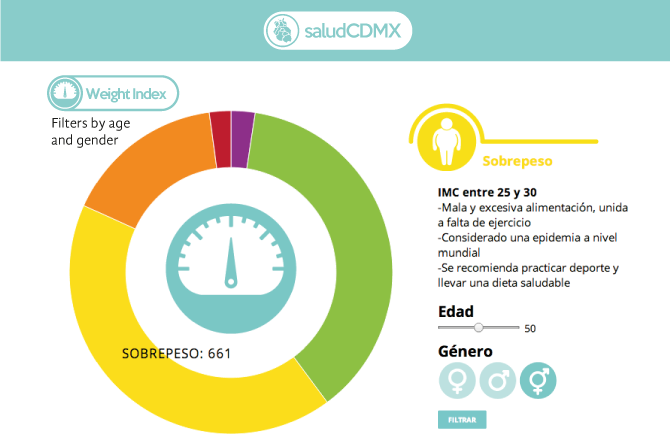 saludCDMX
Weight Index
Filters by age
and gender
Sobrepeso
IMC entre 25 y 30
-Mala y excesiva alimentación, unida
a falta de ejercicio
-Considerado una epidemia a nivel
mundial
-Se recomienda practicar deporte y
llevar una dieta saludable
Edad
50
SOBREPESO: 661
Género
FILTRAR